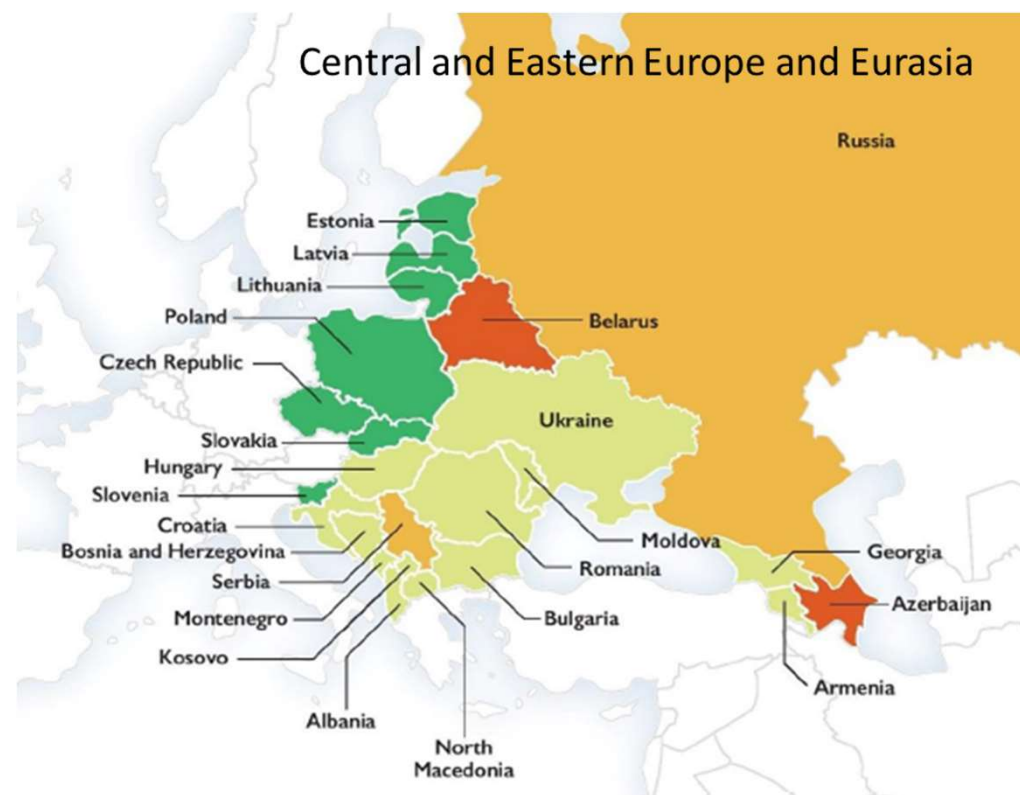 Central and Eastern Europe and Eurasia
Russia
Estonia
Latvia
Lithuania
Poland
Belarus
Czech Republic
Ukraine
Slovakia
Hungary
Slovenia
Croatia
Moldova
Bosnia and Herzegovina
Georgia
Romania
Serbia
Azerbaijan
Montenegro
Bulgaria
Kosovo
Armenia
Albania
North
Macedonia